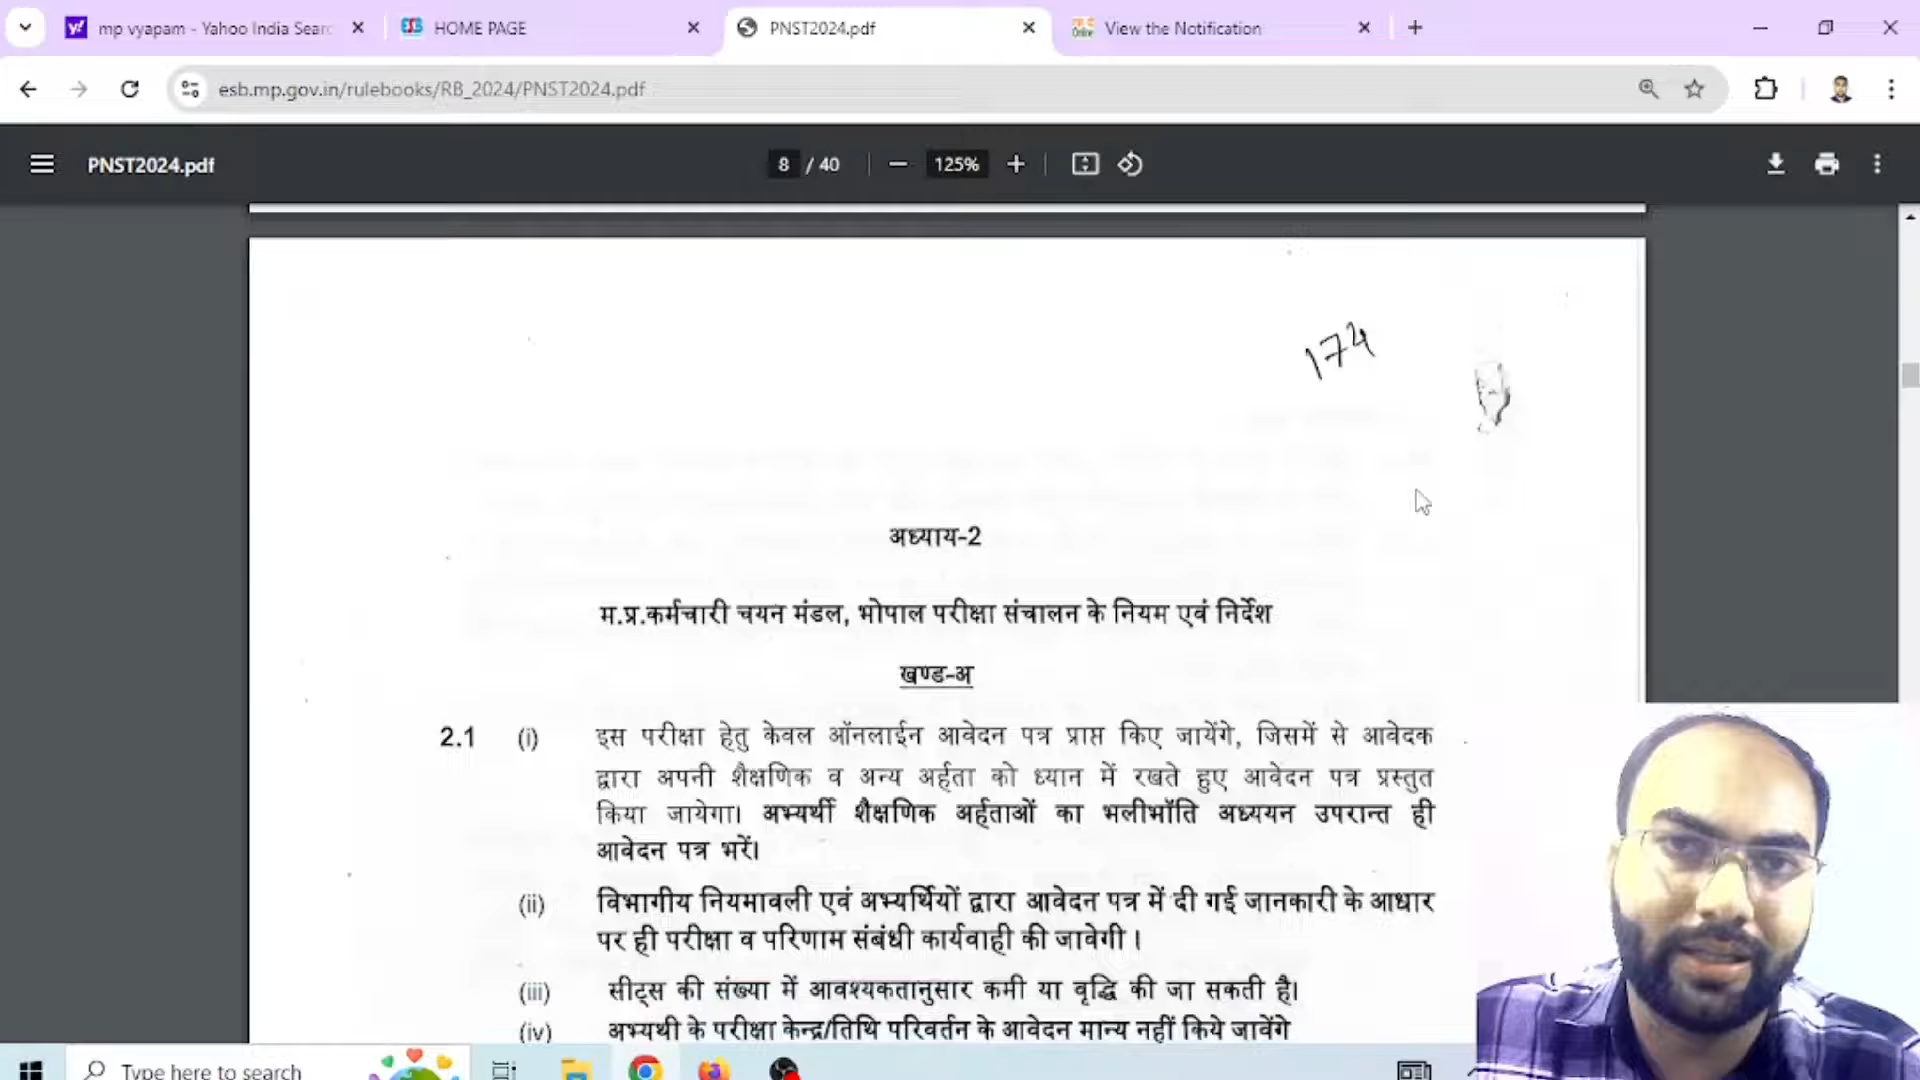 mp vyapam - Yahoo India Searc
HOME PAGE
PNST2024.pdf
View the Notification
esb.mp.gov.in/rulebooks/RB_2024/PNST2024.pdf
PNST2024.pdf
8 / 40
125%
174
अध्याय-2
म.प्र.कर्मचारी चयन मंडल, भोपाल परीक्षा संचालन के नियम एवं निर्देश
खण्ड-अ
2.1 (i) इस परीक्षा हेतु केवल ऑनलाईन आवेदन पत्र प्राप्त किए जायेंगे, जिसमें से आवेदक
द्वारा अपनी शैक्षणिक व अन्य अर्हता को ध्यान में रखते हुए आवेदन पत्र प्रस्तुत
किया जायेगा। अभ्यर्थी शैक्षणिक अर्हताओं का भलीभॉति अध्ययन उपरान्त ही
आवेदन पत्र भरें।
(ii) विभागीय नियमावली एवं अभ्यर्थियों द्वारा आवेदन पत्र में दी गई जानकारी के आधार
पर ही परीक्षा व परिणाम संबंधी कार्यवाही की जावेगी ।
(iii) सीट्स की संख्या में आवश्यकतानुसार कमी या वृद्धि की जा सकती है।
(iv) अभ्यथी के परीक्षा केन्द्र/तिथि परिवर्तन के आवेदन मान्य नहीं किये जावेंगे
Type here to search